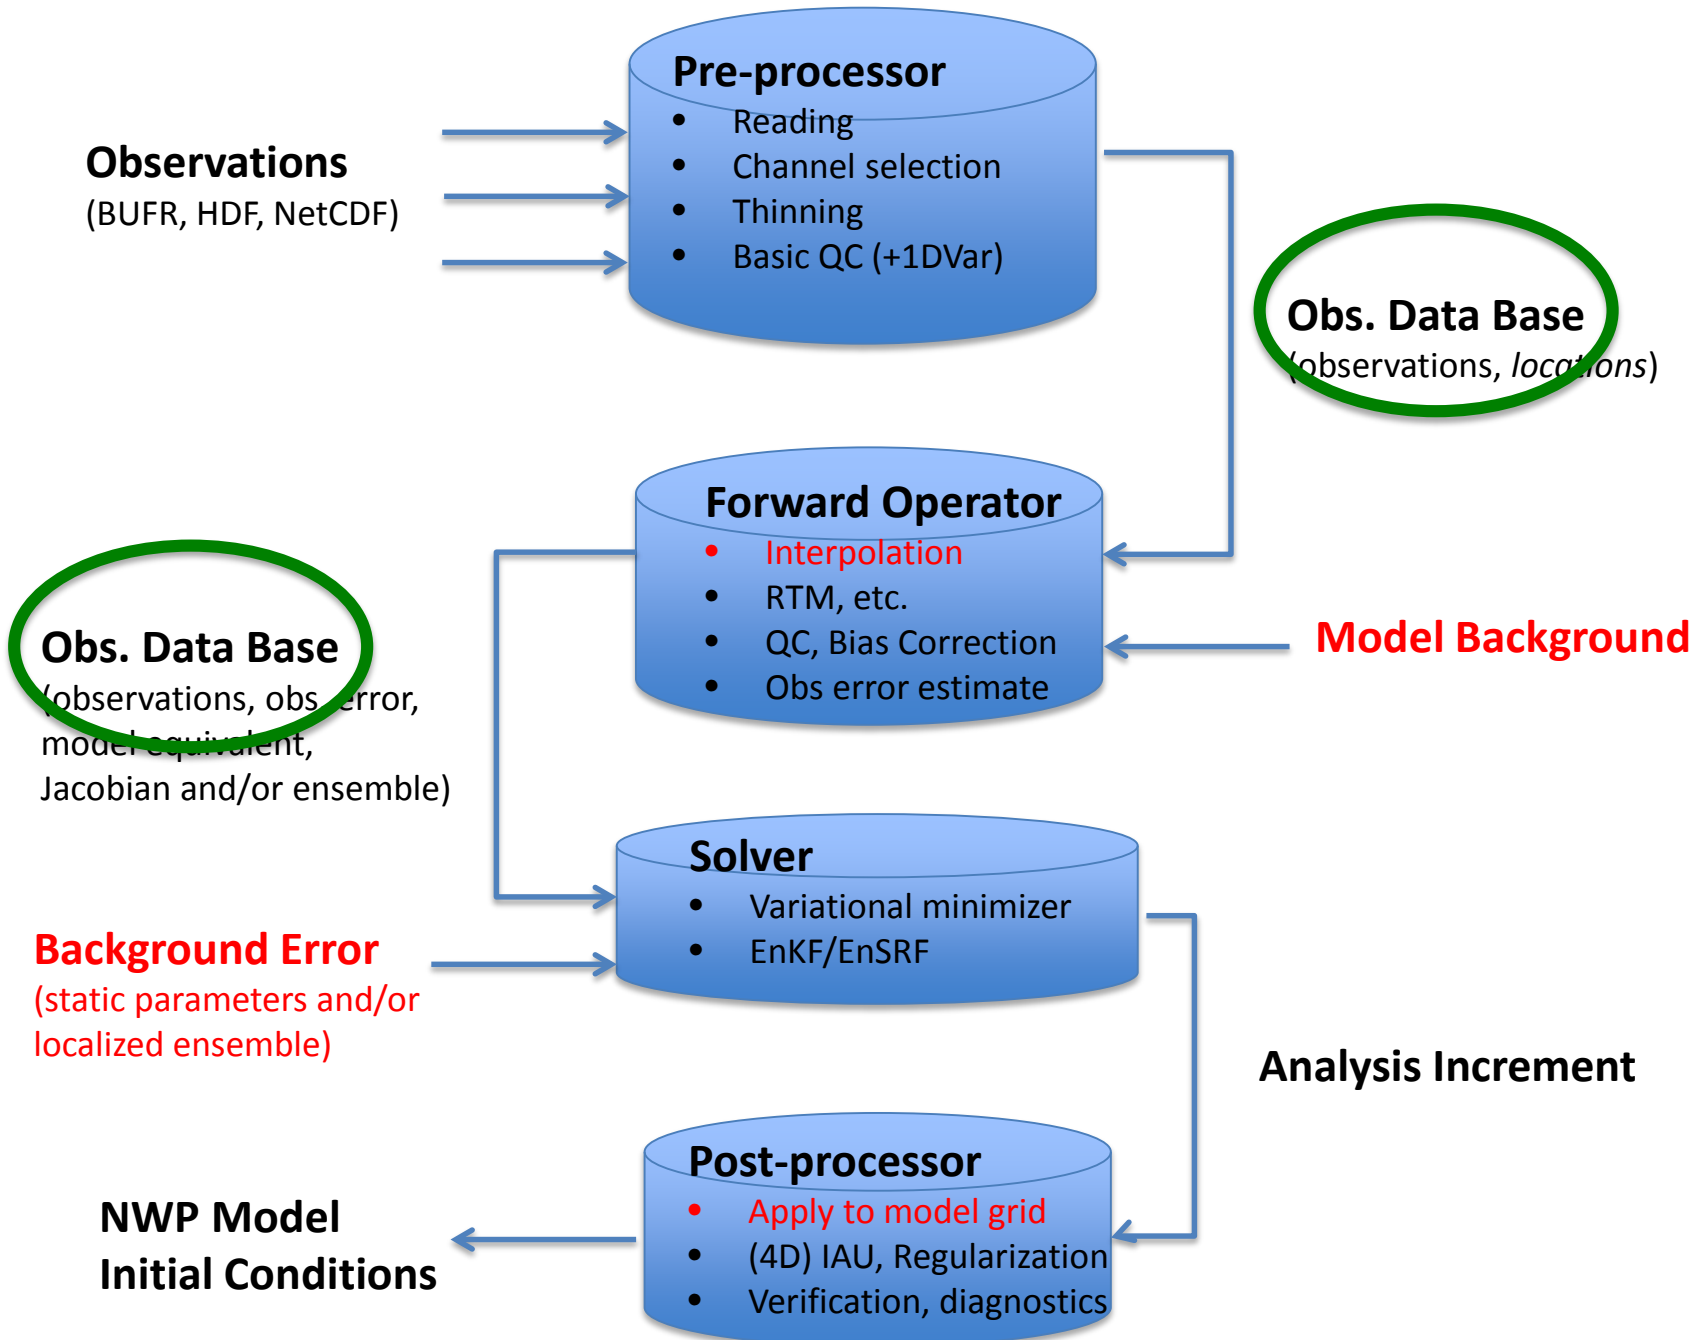 Pre-processor
• Reading
• Channel selection
• Thinning
• Basic QC (+1DVar)
Observations
(BUFR, HDF, NetCDF)
Obs. Data Base
(observations, locations)
Forward Operator
• Interpolation
• RTM, etc.
• QC, Bias Correction
• Obs error estimate
Model Background
Obs. Data Base
(observations, obs error,
model equivalent,
Jacobian and/or ensemble)
Solver
• Variational minimizer
• EnKF/EnSRF
Background Error
(static parameters and/or
localized ensemble)
Analysis Increment
Post-processor
• Apply to model grid
• (4D) IAU, Regularization
• Verification, diagnostics
NWP Model
Initial Conditions